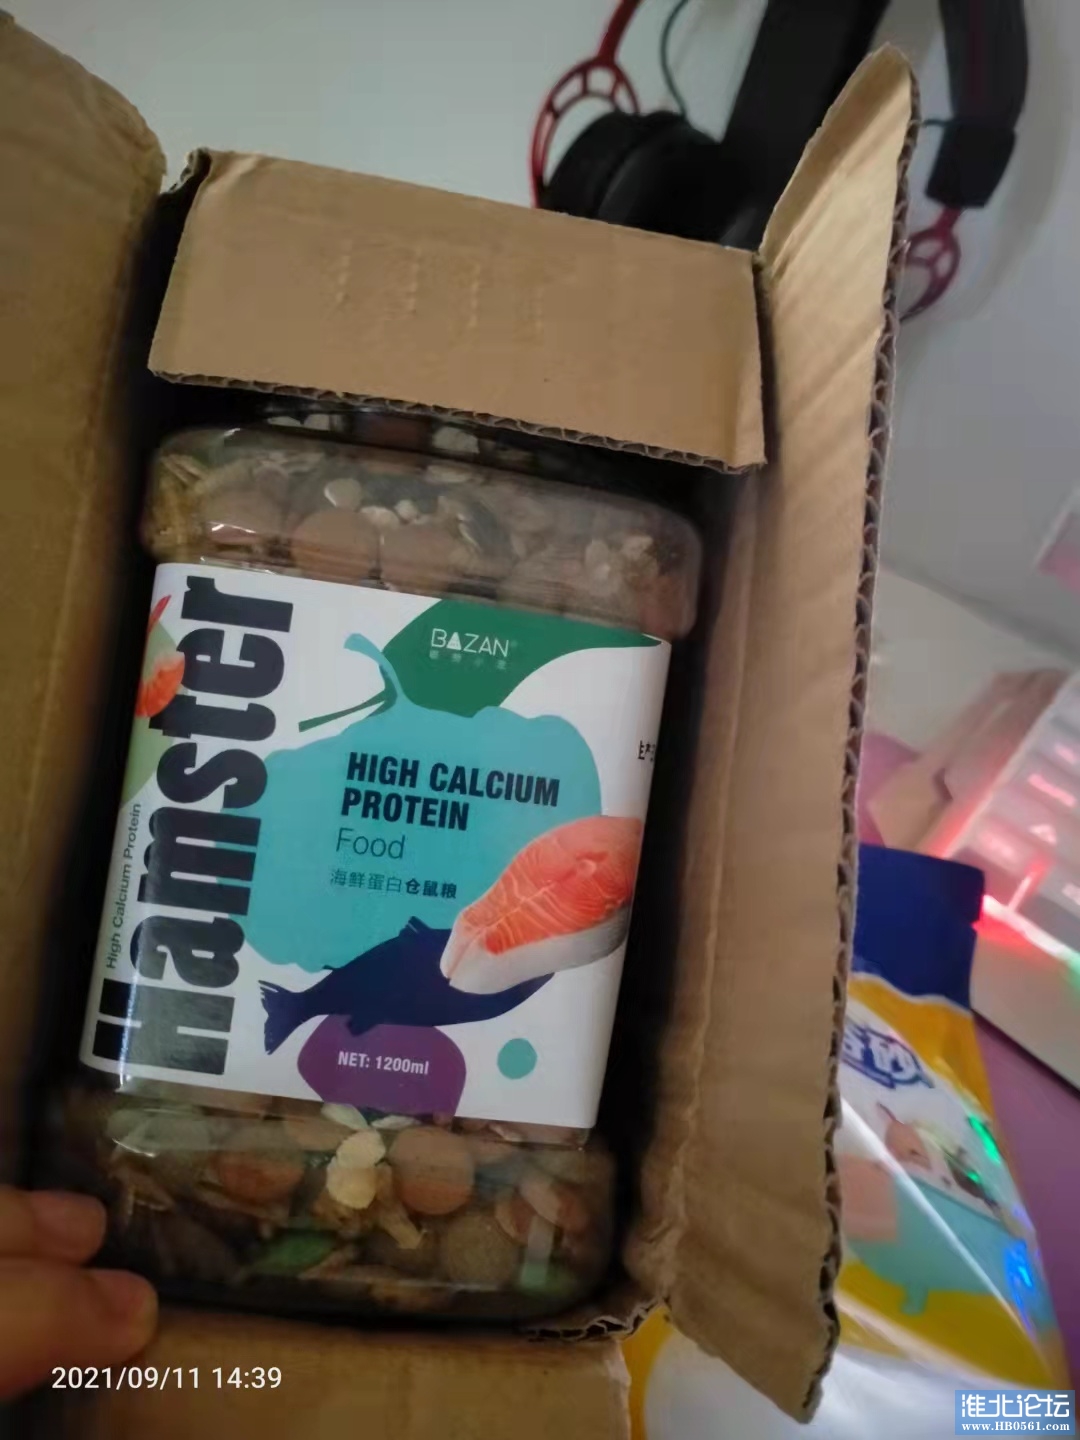 Hamster
High Calcium Protein
BAZAN
HIGH CALCIUM
PROTEIN
Food
海鲜蛋白仓鼠粮
NET: 1200ml
2021/09/11 14:39
淮北论坛
www.HB0561.com